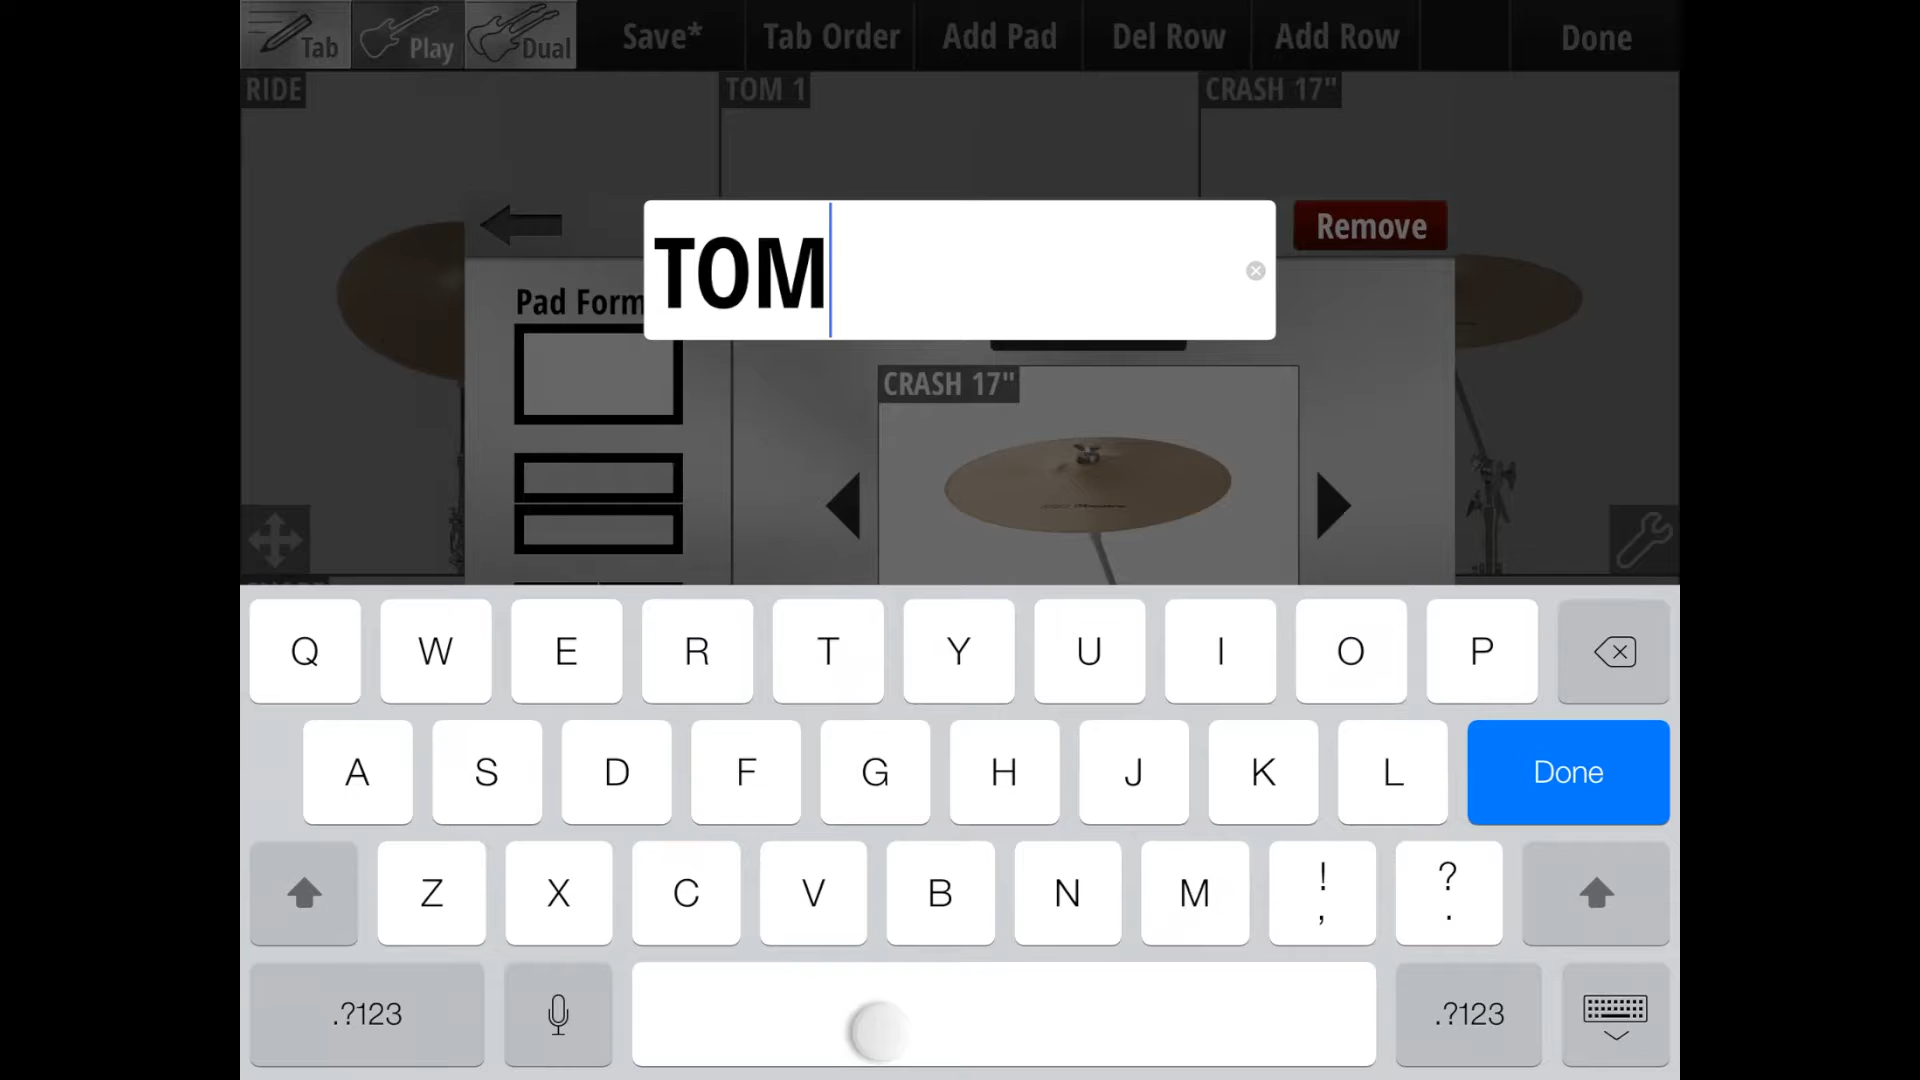 Tab Play Dual Save* Tab Order Add Pad Del Row Add Row Done
RIDE TOM 1 CRASH 17"
TOM
Remove
Pad Form
CRASH 17"
Q W E R T Y U I O P
A S D F G H J K L Done
Z X C V B N M ! , ? .
.?123 .?123